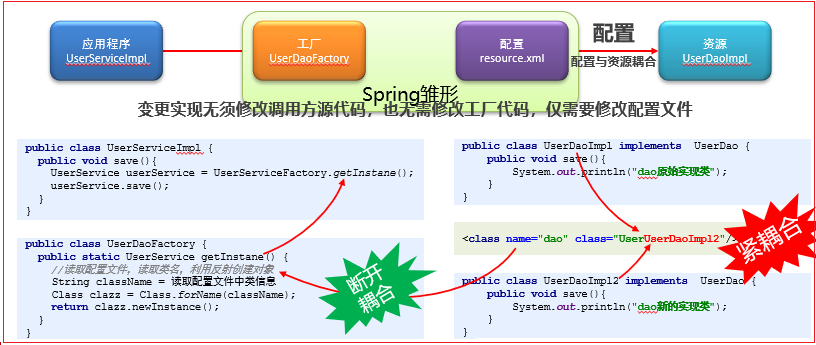 应用程序
UserServiceImpl
工厂
UserDaoFactory
配置
resource.xml
Spring雏形
配置
配置与资源耦合
资源
UserDaoImpl
变更实现无须修改调用方源代码，也无需修改工厂代码，仅需要修改配置文件
public class UserServiceImpl {
public void save(){
UserService userService = UserServiceFactory.getInstane();
userService.save();
}
}
public class UserDaoFactory {
public static UserService getInstane() {
//读取配置文件, 读取类名, 利用反射创建对象
String className = 读取配置文件中类信息
Class clazz = Class.forName(className);
return clazz.newInstance();
}
}
断开
耦合
public class UserDaoImpl implements UserDao {
public void save(){
System.out.println("dao原始实现类");
}
}
<class name="dao" class="UserUserDaoImpl2"/>
紧耦合
public class UserDaoImpl2 implements UserDao {
public void save(){
System.out.println("dao新的实现类");
}
}